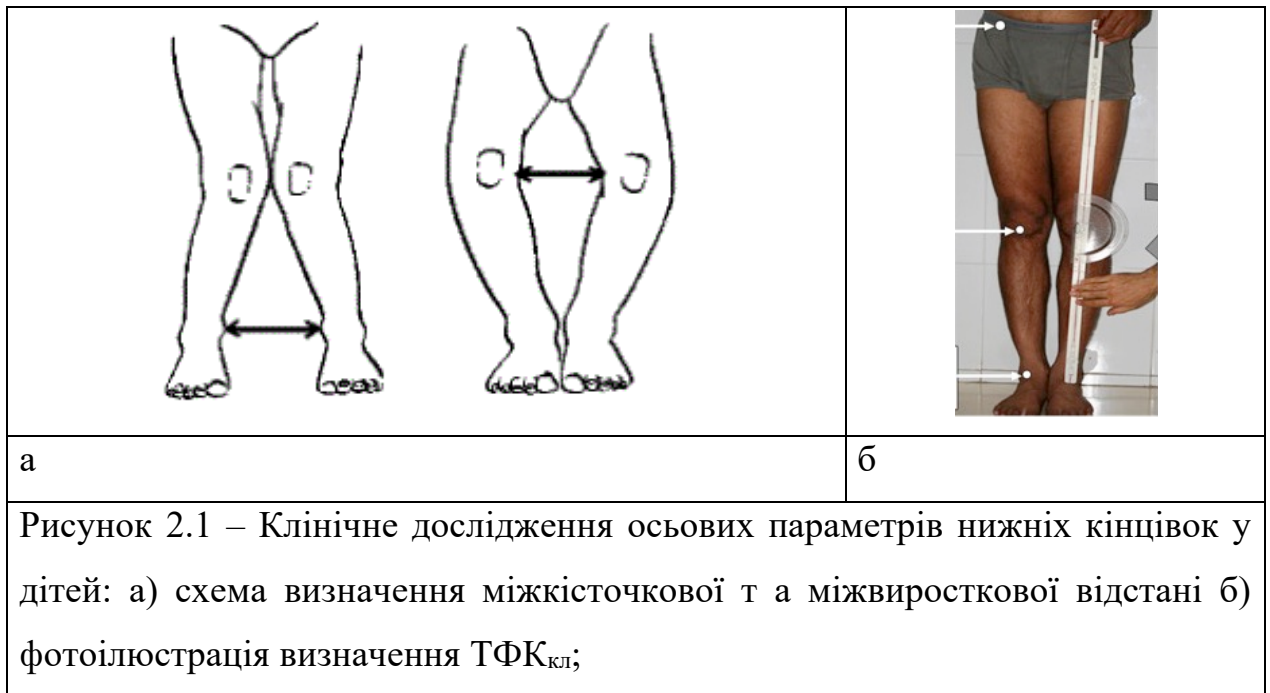 а
б
Рисунок 2.1 – Клінічне дослідження осьових параметрів нижніх кінцівок у
дітей: а) схема визначення міжкісточкової т а міжвиросткової відстані б)
фотоілюстрація визначення ТФКкл;